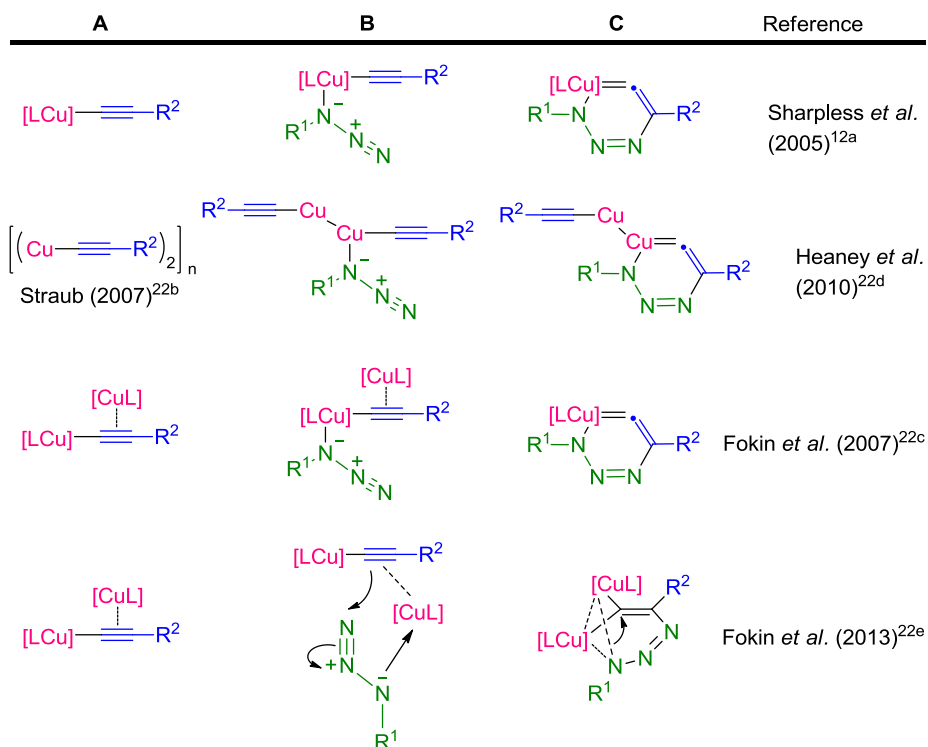 A B C Reference
[LCu] R² [LCu] R² R¹ N − N + N [LCu] R¹ N N N R² Sharpless et al.
(2005)¹²ᵃ
[(Cu R²)₂]ₙ R² Cu Cu R² R¹ N − N + N R² Cu Cu R¹ N N N R² Heaney et al.
(2010)²²ᵈ
Straub (2007)²²ᵇ
[CuL] [LCu] R² [CuL] [LCu] R² R¹ N − N + N [LCu] R¹ N N N R² Fokin et al. (2007)²²ᶜ
[CuL] [LCu] R² [LCu] R² [CuL] N N + N − R¹ [CuL] [LCu] R² N N N R¹ Fokin et al. (2013)²²ᵉ